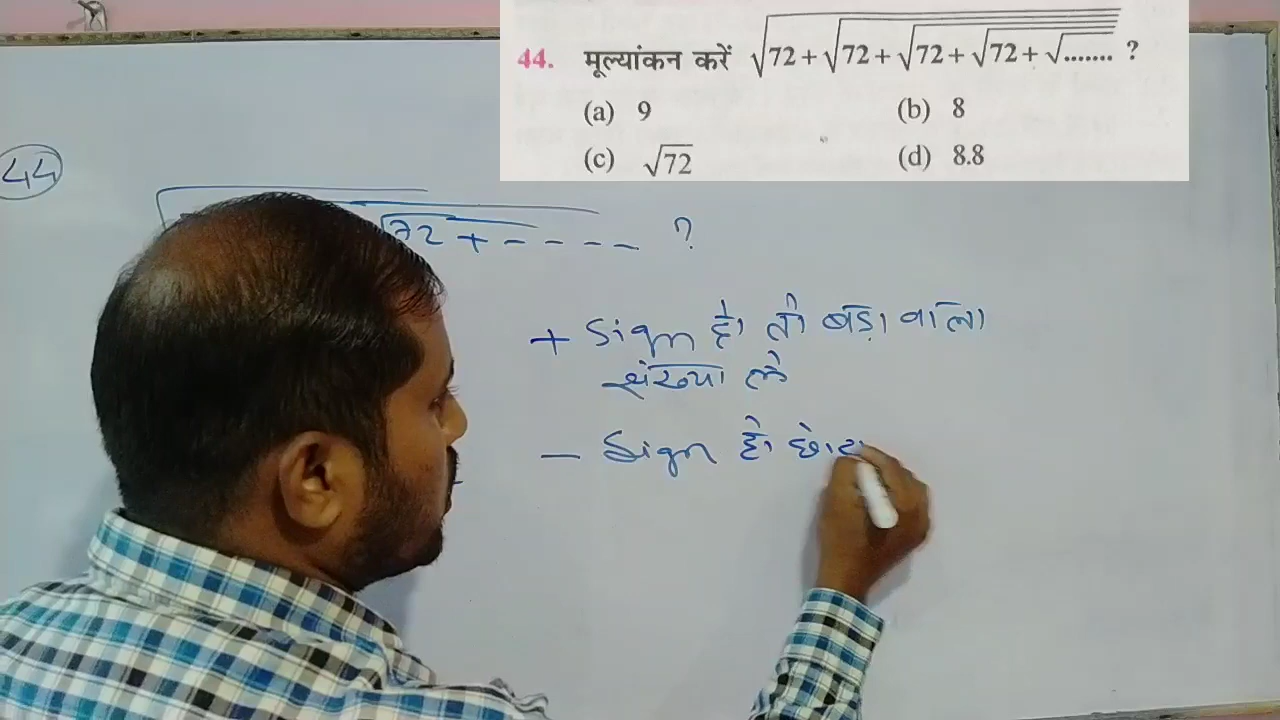 44. मूल्यांकन करें √72+√72+√72+√72+√....... ?
(a) 9 (b) 8
(c) √72 (d) 8.8
44
√72 + ----- ?
+ Sign हो तो बड़ा वाला
संख्या ले
- Sign हो